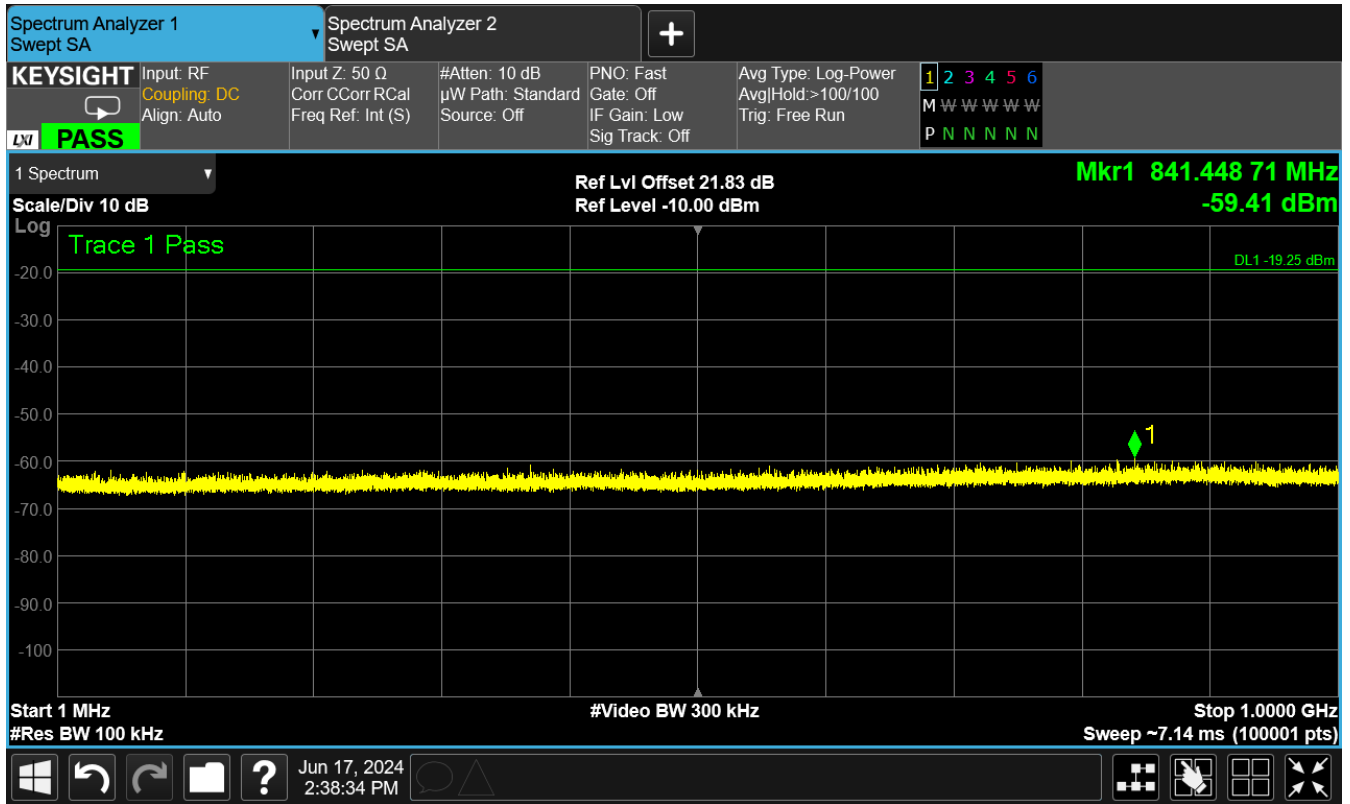 Spectrum Analyzer 1
Swept SA
Spectrum Analyzer 2
Swept SA
KEYSIGHT
LXI
PASS
Input: RF
Coupling: DC
Align: Auto
Input Z: 50 Ω
Corr CCorr RCal
Freq Ref: Int (S)
#Atten: 10 dB
µW Path: Standard
Source: Off
PNO: Fast
Gate: Off
IF Gain: Low
Sig Track: Off
Avg Type: Log-Power
Avg|Hold:>100/100
Trig: Free Run
1 2 3 4 5 6
M W W W W W
P N N N N N
1 Spectrum
Scale/Div 10 dB
Ref Lvl Offset 21.83 dB
Ref Level -10.00 dBm
Mkr1 841.448 71 MHz
-59.41 dBm
Log
Trace 1 Pass
DL1 -19.25 dBm
-20.0
-30.0
-40.0
-50.0
1
-60.0
-70.0
-80.0
-90.0
-100
Start 1 MHz
#Res BW 100 kHz
#Video BW 300 kHz
Stop 1.0000 GHz
Sweep ~7.14 ms (100001 pts)
?
Jun 17, 2024
2:38:34 PM